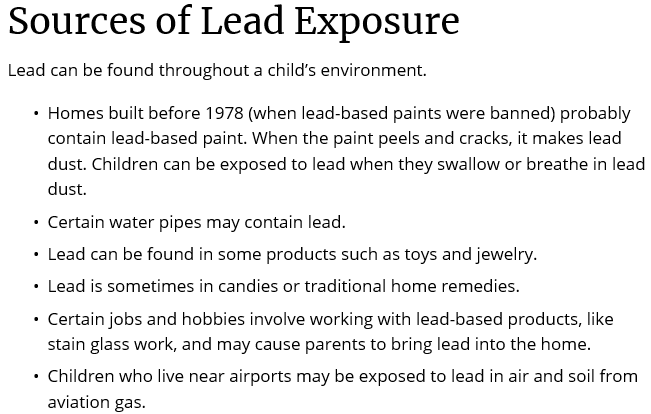 Sources of Lead Exposure
Lead can be found throughout a child’s environment.
• Homes built before 1978 (when lead-based paints were banned) probably
contain lead-based paint. When the paint peels and cracks, it makes lead
dust. Children can be exposed to lead when they swallow or breathe in lead
dust.
• Certain water pipes may contain lead.
• Lead can be found in some products such as toys and jewelry.
• Lead is sometimes in candies or traditional home remedies.
• Certain jobs and hobbies involve working with lead-based products, like
stain glass work, and may cause parents to bring lead into the home.
• Children who live near airports may be exposed to lead in air and soil from
aviation gas.